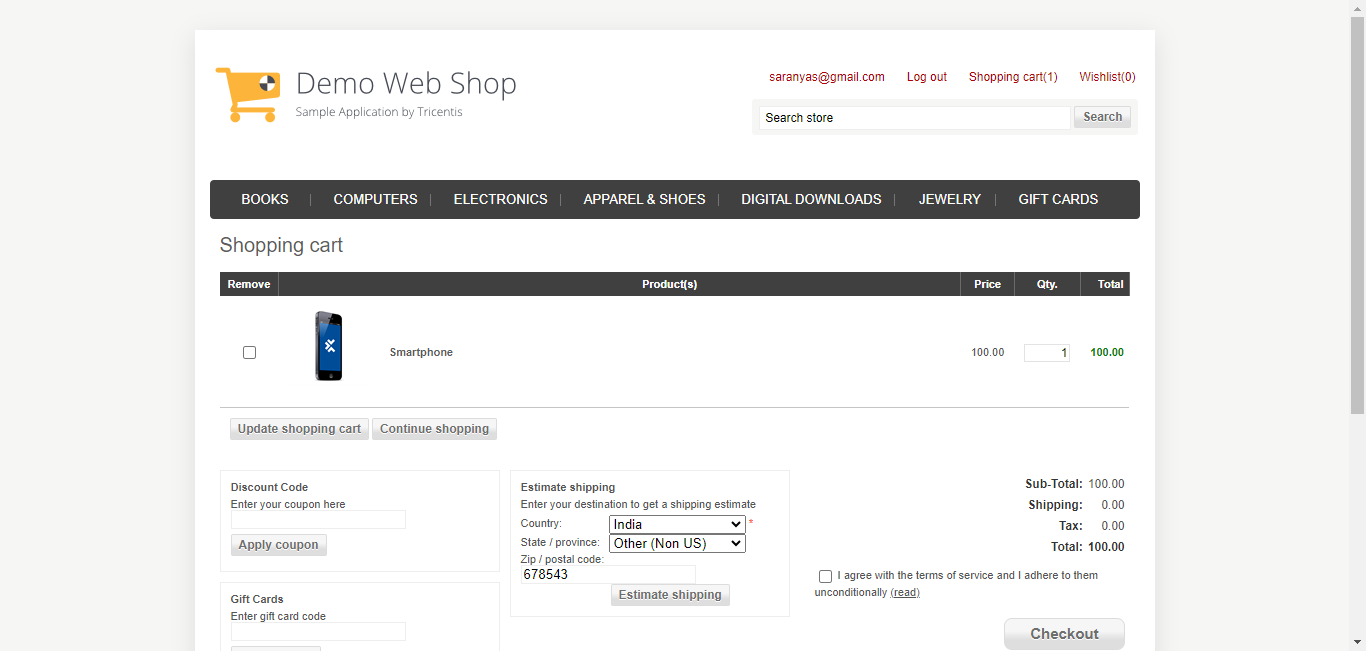 Demo Web Shop
Sample Application by Tricentis
saranyas@gmail.com Log out Shopping cart(1) Wishlist(0)
Search store Search
BOOKS COMPUTERS ELECTRONICS APPAREL & SHOES DIGITAL DOWNLOADS JEWELRY GIFT CARDS
Shopping cart
Remove Product(s) Price Qty. Total
Smartphone 100.00 1 100.00
Update shopping cart Continue shopping
Discount Code
Enter your coupon here
Apply coupon
Gift Cards
Enter gift card code
Estimate shipping
Enter your destination to get a shipping estimate
Country: India *
State / province: Other (Non US)
Zip / postal code:
678543
Estimate shipping
Sub-Total: 100.00
Shipping: 0.00
Tax: 0.00
Total: 100.00
I agree with the terms of service and I adhere to them
unconditionally (read)
Checkout